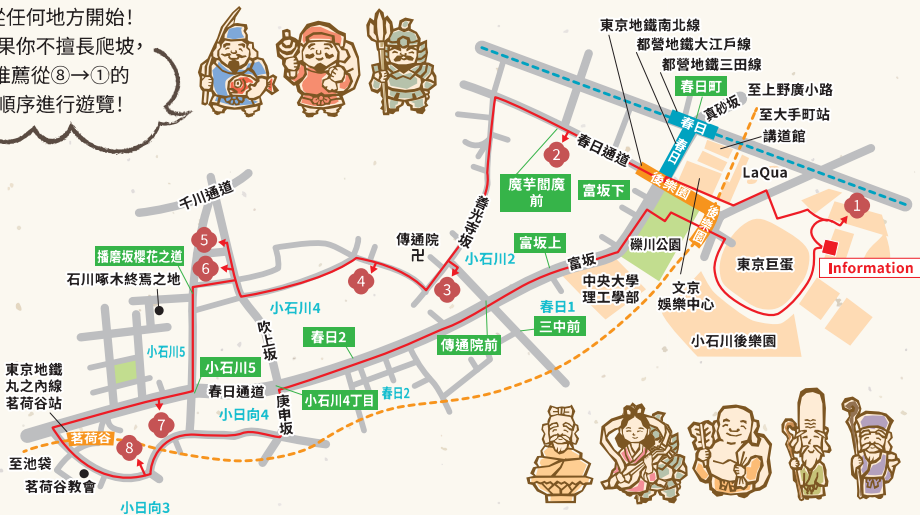 從任何地方開始！
果你不擅長爬坡，
推薦從⑧→①的
順序進行遊覽！
東京地鐵南北線
都營地鐵大江戶線
都營地鐵三田線
春日町
至上野廣小路
真砂坂
至大手町站
講道館
春日
春日
LaQua
春日通道
2
魔芋閻魔
前
富坂下
後樂園
後樂園
1
千川通道
善光寺坂
礫川公園
傳通院
卍
小石川2
富坂上
富坂
東京巨蛋
Information
5
播磨坂櫻花之道
6
石川啄木終焉之地
4
3
中央大學
理工學部
文京
娛樂中心
小石川4
春日1
三中前
吹上坂
春日2
傳通院前
小石川後樂園
小石川5
東京地鐵
丸之內線
茗荷谷站
小石川5
春日通道
小石川4丁目
春日2
庚申坂
小日向4
7
茗荷谷
8
至池袋
茗荷谷教會
小日向3